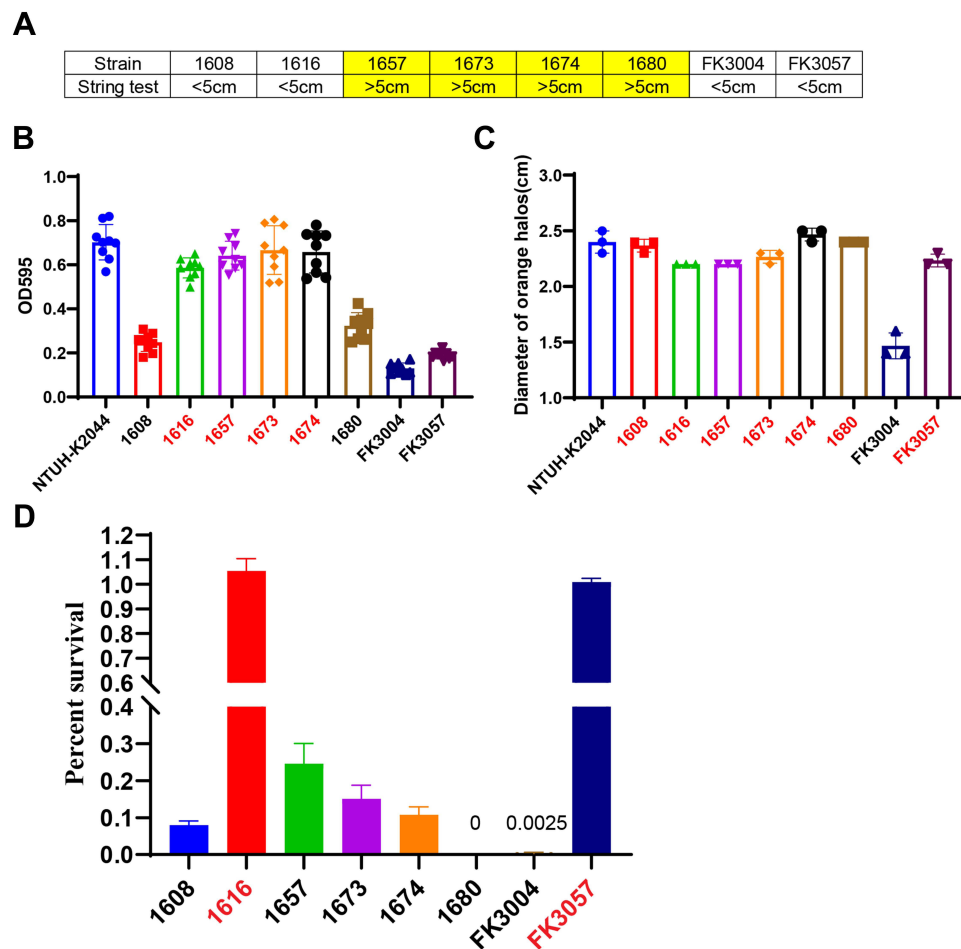 A
Strain 1608 1616 1657 1673 1674 1680 FK3004 FK3057
String test <5cm <5cm >5cm >5cm >5cm >5cm <5cm <5cm
B
OD595
1.0
0.8
0.6
0.4
0.2
0.0
NTUH-K2044 1608 1616 1657 1673 1674 1680 FK3004 FK3057
C
Diameter of orange halos(cm)
3.0
2.5
2.0
1.5
1.0
NTUH-K2044 1608 1616 1657 1673 1674 1680 FK3004 FK3057
D
Percent survival
1.2
1.1
1.0
0.9
0.8
0.7
0.6
0.4
0.3
0.2
0.1
0.0
0 0.0025
1608 1616 1657 1673 1674 1680 FK3004 FK3057